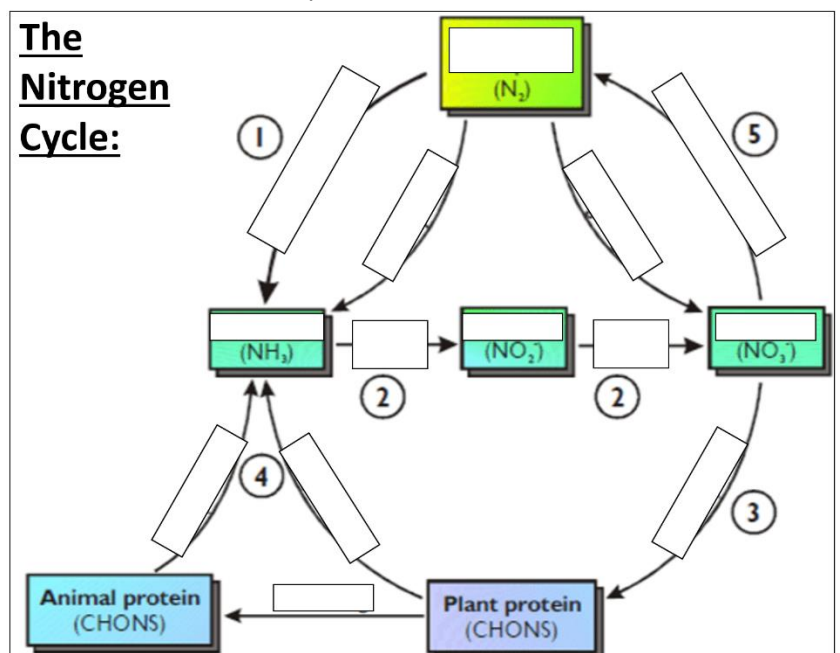 The
Nitrogen
Cycle:
(N₂)
1
5
(NH₃)
(NO₂⁻)
(NO₃⁻)
2
2
4
3
Animal protein
(CHONS)
Plant protein
(CHONS)